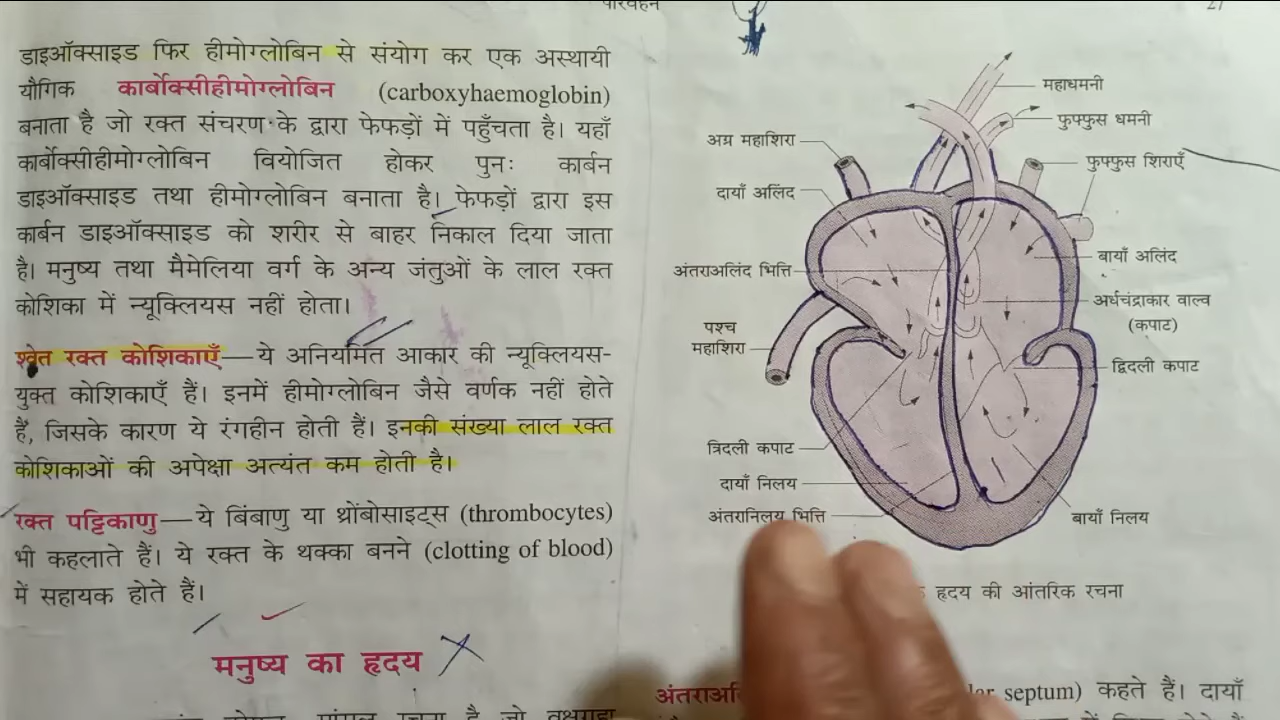 परिवहन
21
डाइऑक्साइड फिर हीमोग्लोबिन से संयोग कर एक अस्थायी
यौगिक कार्बोक्सीहीमोग्लोबिन (carboxyhaemoglobin)
बनाता है जो रक्त संचरण के द्वारा फेफड़ों में पहुँचता है। यहाँ
कार्बोक्सीहीमोग्लोबिन वियोजित होकर पुनः कार्बन
डाइऑक्साइड तथा हीमोग्लोबिन बनाता है। फेफड़ों द्वारा इस
कार्बन डाइऑक्साइड को शरीर से बाहर निकाल दिया जाता
है। मनुष्य तथा मैमेलिया वर्ग के अन्य जंतुओं के लाल रक्त
कोशिका में न्यूक्लियस नहीं होता।
श्वेत रक्त कोशिकाएँ—ये अनियमित आकार की न्यूक्लियस-
युक्त कोशिकाएँ हैं। इनमें हीमोग्लोबिन जैसे वर्णक नहीं होते
हैं, जिसके कारण ये रंगहीन होती हैं। इनकी संख्या लाल रक्त
कोशिकाओं की अपेक्षा अत्यंत कम होती है।
रक्त पट्टिकाणु—ये बिंबाणु या थ्रोंबोसाइट्स (thrombocytes)
भी कहलाते हैं। ये रक्त के थक्का बनने (clotting of blood)
में सहायक होते हैं।
मनुष्य का हृदय
महाधमनी
फुफ्फुस धमनी
अग्र महाशिरा
फुफ्फुस शिराएँ
दायाँ अलिंद
बायाँ अलिंद
अंतराअलिंद भित्ति
अर्धचंद्राकार वाल्व
(कपाट)
पश्च
महाशिरा
द्विदली कपाट
त्रिदली कपाट
दायाँ निलय
अंतरानिलय भित्ति
बायाँ निलय
हृदय की आंतरिक रचना
septum) कहते हैं। दायाँ